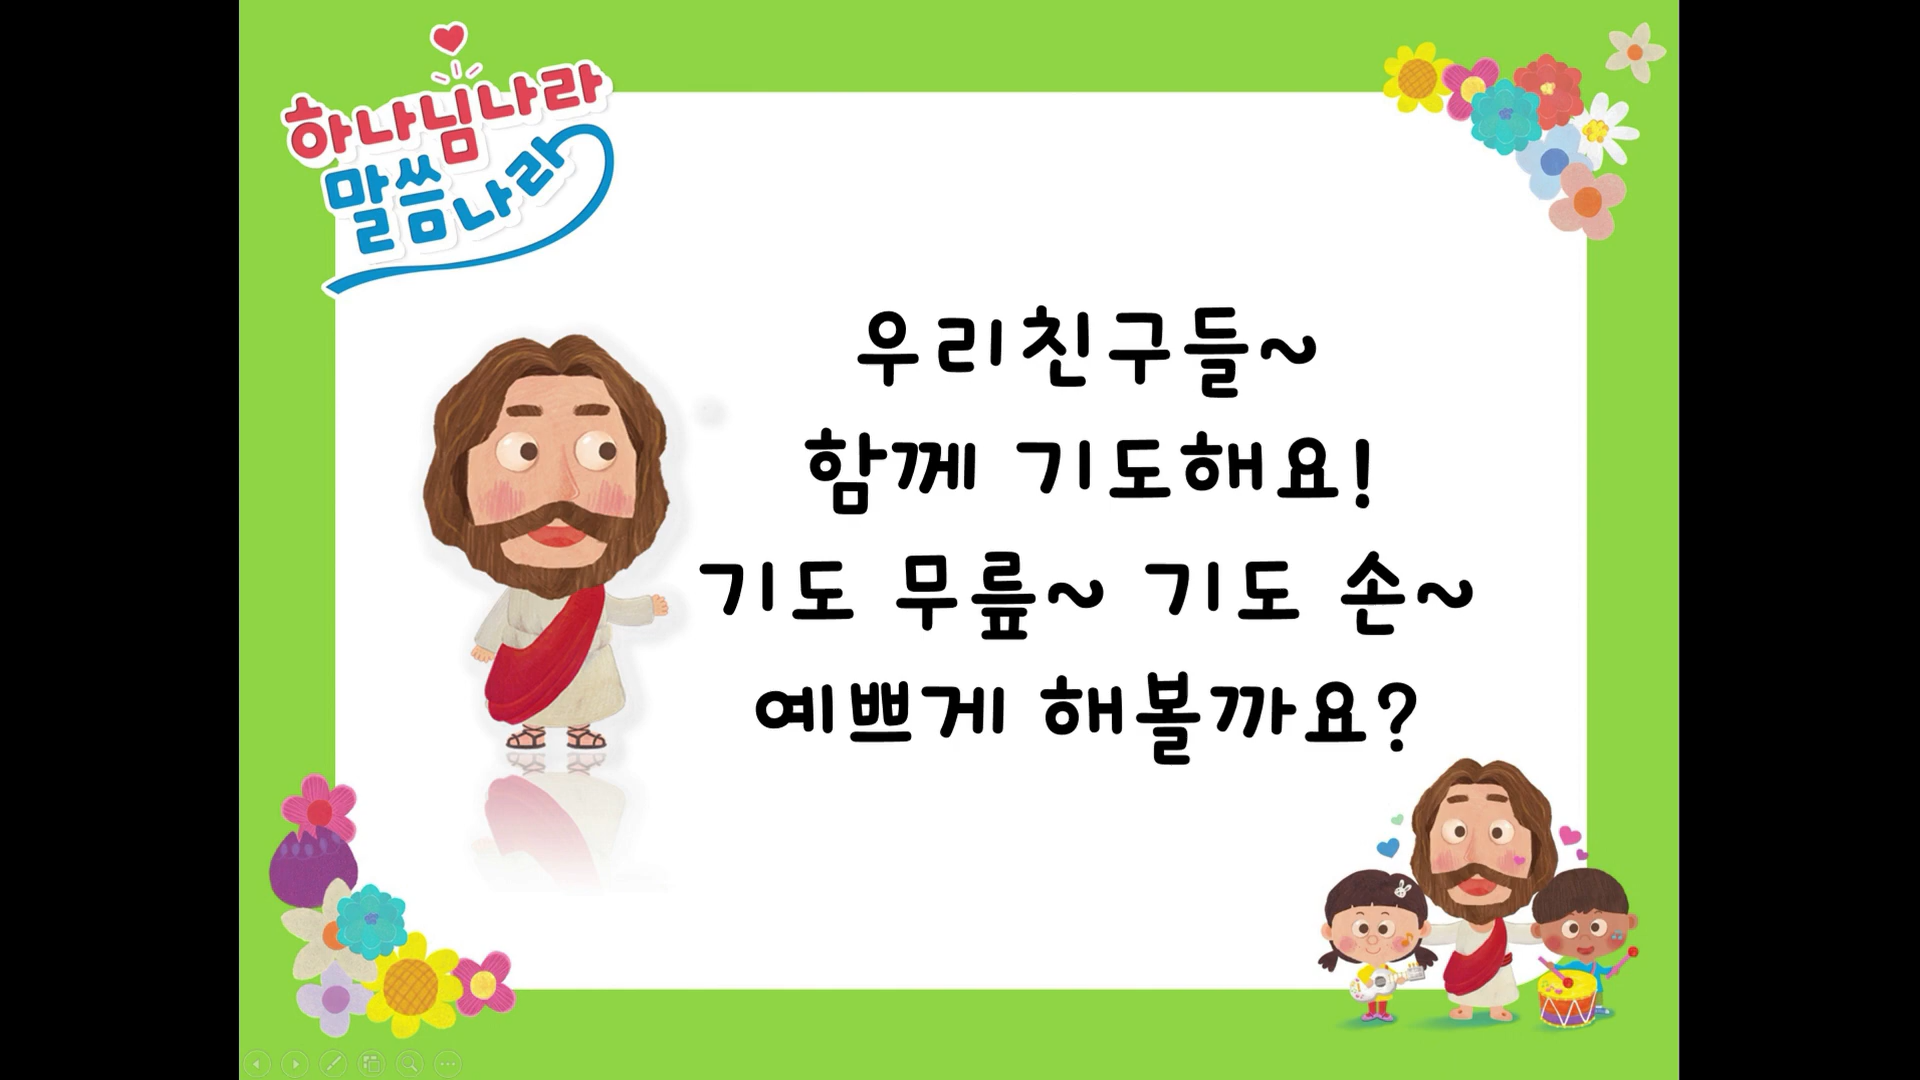 하나님나라
말씀나라
우리친구들~
함께 기도해요!
기도 무릎~ 기도 손~
예쁘게 해볼까요?